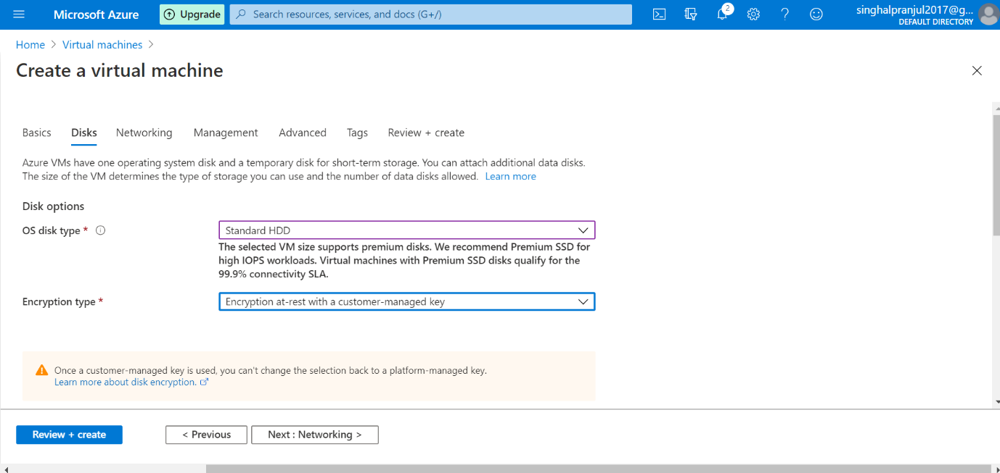 Microsoft Azure
Upgrade
Search resources, services, and docs (G+/)
2
singhalpranjul2017@g...
DEFAULT DIRECTORY
Home > Virtual machines >
Create a virtual machine
Basics Disks Networking Management Advanced Tags Review + create
Azure VMs have one operating system disk and a temporary disk for short-term storage. You can attach additional data disks.
The size of the VM determines the type of storage you can use and the number of data disks allowed. Learn more
Disk options
OS disk type *
Standard HDD
The selected VM size supports premium disks. We recommend Premium SSD for
high IOPS workloads. Virtual machines with Premium SSD disks qualify for the
99.9% connectivity SLA.
Encryption type *
Encryption at-rest with a customer-managed key
Once a customer-managed key is used, you can't change the selection back to a platform-managed key.
Learn more about disk encryption.
Review + create
< Previous
Next : Networking >